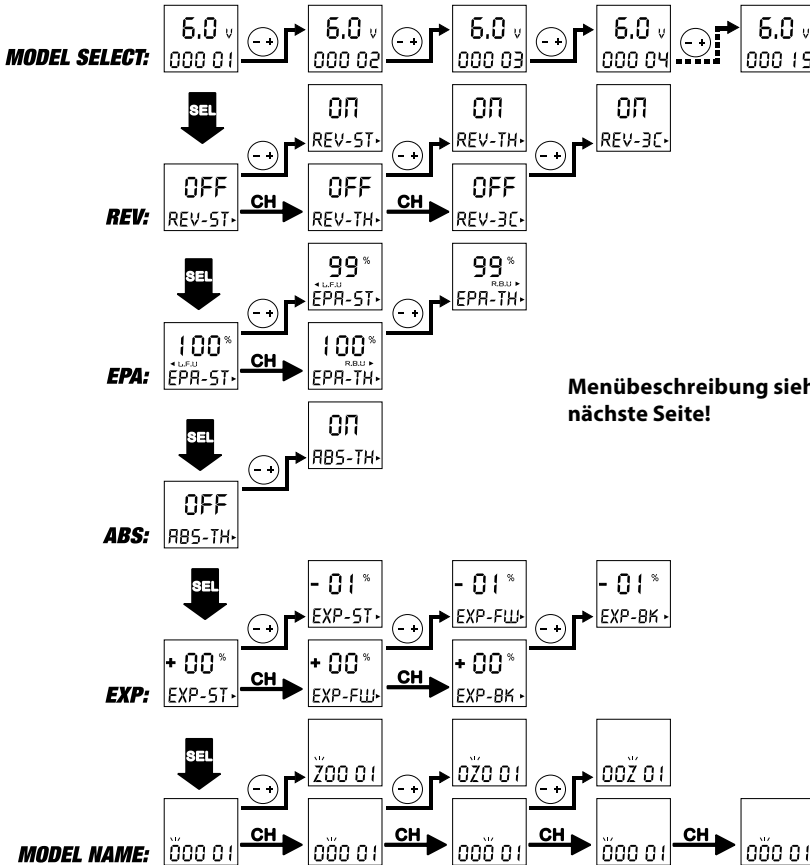 6.0 v 6.0 v 6.0 v 6.0 v 6.0 v
MODEL SELECT: 000 01 - + 000 02 - + 000 03 - + 000 04 - + 000 15
SEL
ON ON ON
REV-ST - + REV-TH - + REV-3C - +
OFF OFF OFF
REV: REV-ST CH REV-TH CH REV-3C
SEL
99% 99%
L.F.U R.B.U
EPA-ST - + EPA-TH - +
100% 100%
L.F.U R.B.U
EPA: EPA-ST CH EPA-TH
Menübeschreibung
nächste Seite!
SEL
ON
ABS-TH - +
OFF
ABS: ABS-TH
SEL
- 01% - 01% - 01%
EXP-ST - + EXP-FW - + EXP-BK - +
+ 00% + 00% + 00%
EXP: EXP-ST CH EXP-FW CH EXP-BK
SEL
Z00 01 - + 0Z0 01 - + 00Z 01 - +
MODEL NAME: 000 01 CH 000 01 CH 000 01 CH 000 01 CH 000 01